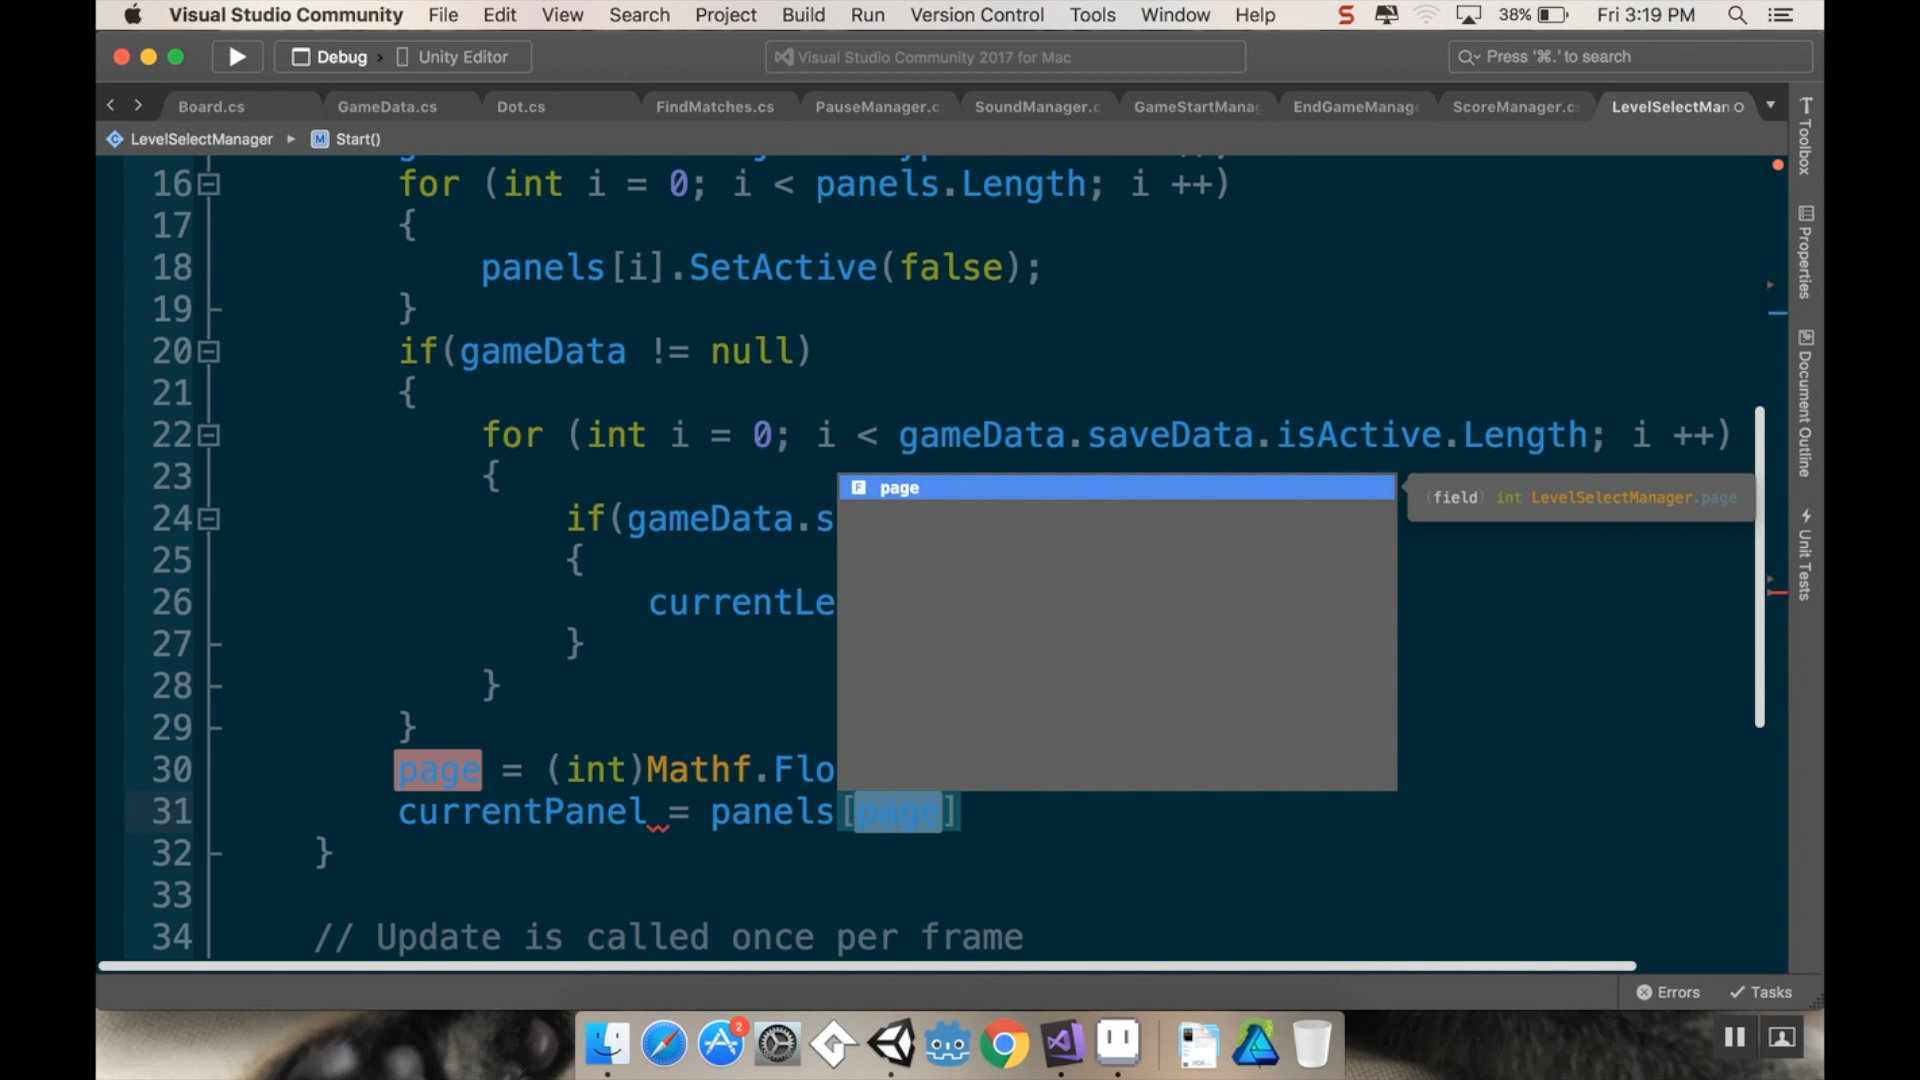 Visual Studio Community File Edit View Search Project Build Run Version Control Tools Window Help S 38% Fri 3:19 PM
Debug › Unity Editor Visual Studio Community 2017 for Mac Press '⌘.' to search
Board.cs GameData.cs Dot.cs FindMatches.cs PauseManager.c SoundManager.c GameStartMana EndGameManag ScoreManager.c LevelSelectMan
LevelSelectManager ▸ M Start()
16 for (int i = 0; i < panels.Length; i ++)
17 {
18 panels[i].SetActive(false);
19 }
20 if(gameData != null)
21 {
22 for (int i = 0; i < gameData.saveData.isActive.Length; i ++)
23 {
F page
(field) int LevelSelectManager.page
24 if(gameData.s
25 {
26 currentLe
27 }
28 }
29 }
30 page = (int)Mathf.Flo
31 currentPanel = panels[page]
32 }
33
34 // Update is called once per frame
Toolbox
Properties
Document Outline
Unit Tests
Errors Tasks
2